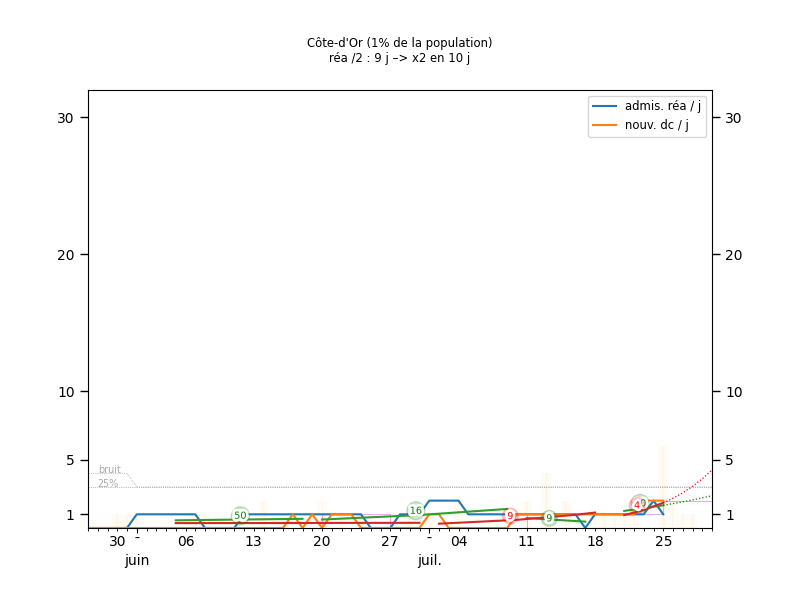 Côte-d'Or (1% de la population)
réa /2 : 9 j –> x2 en 10 j
admis. réa / j
nouv. dc / j
30 30
20 20
10 10
5 5
1 1
bruit
25%
50 16 9 9 4
30 - 06 13 20 27 - 04 11 18 25
juin juil.